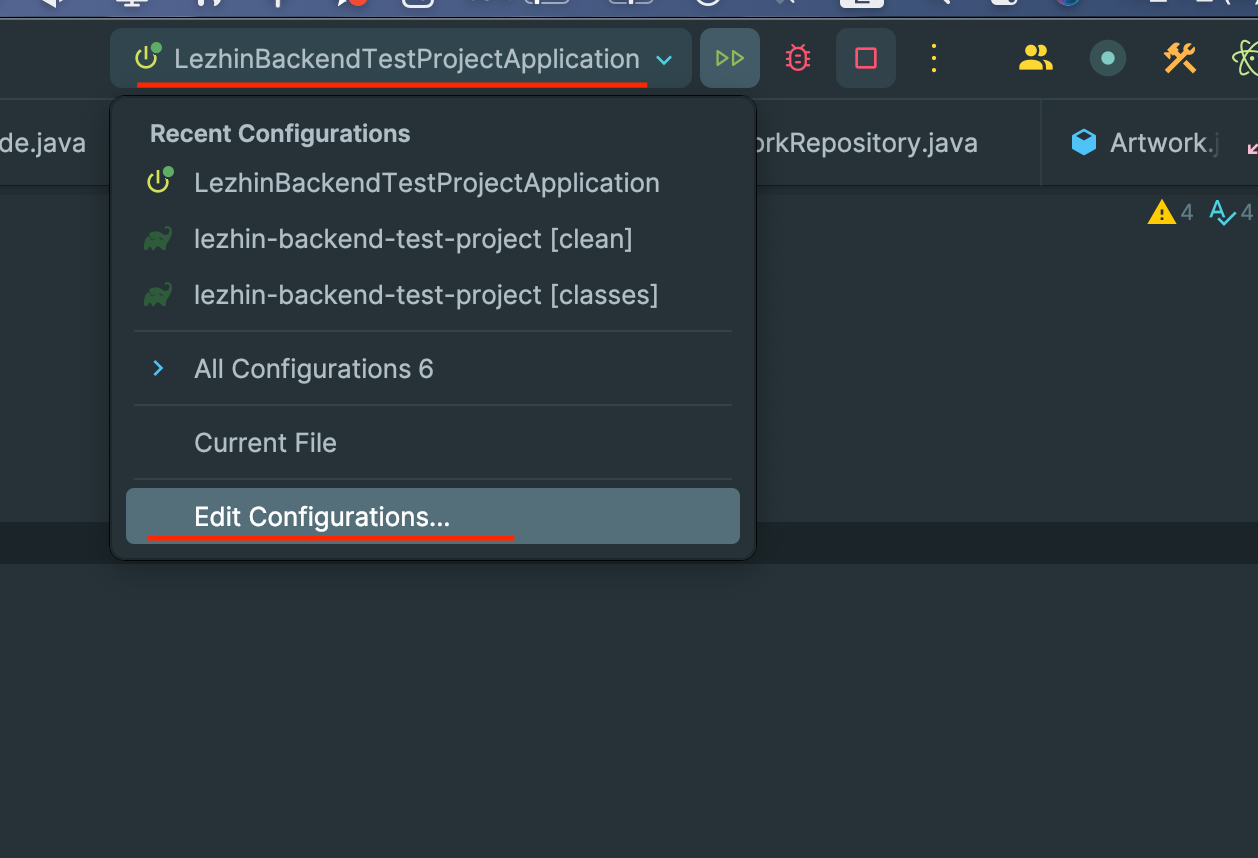 LezhinBackendTestProjectApplication
de.java
orkRepository.java
Artwork.j
4
4
Recent Configurations
LezhinBackendTestProjectApplication
lezhin-backend-test-project [clean]
lezhin-backend-test-project [classes]
All Configurations 6
Current File
Edit Configurations...